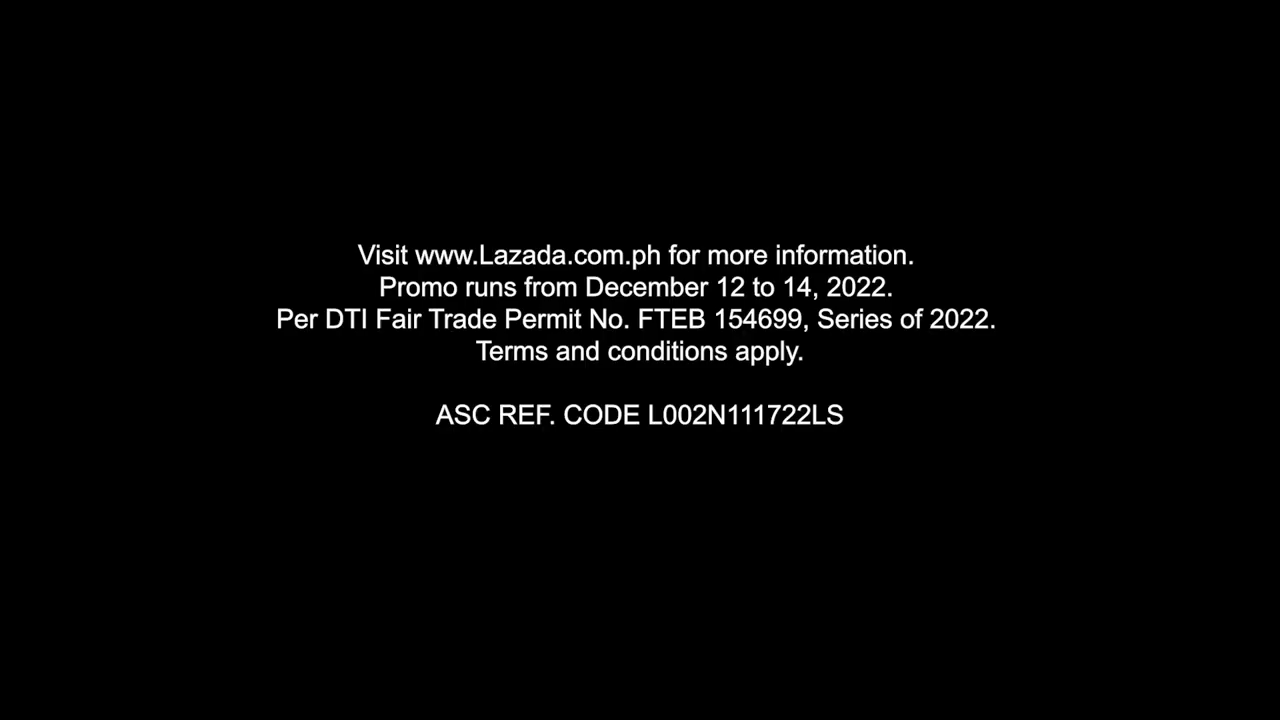 Visit www.Lazada.com.ph for more information.
Promo runs from December 12 to 14, 2022.
Per DTI Fair Trade Permit No. FTEB 154699, Series of 2022.
Terms and conditions apply.
ASC REF. CODE L002N111722LS